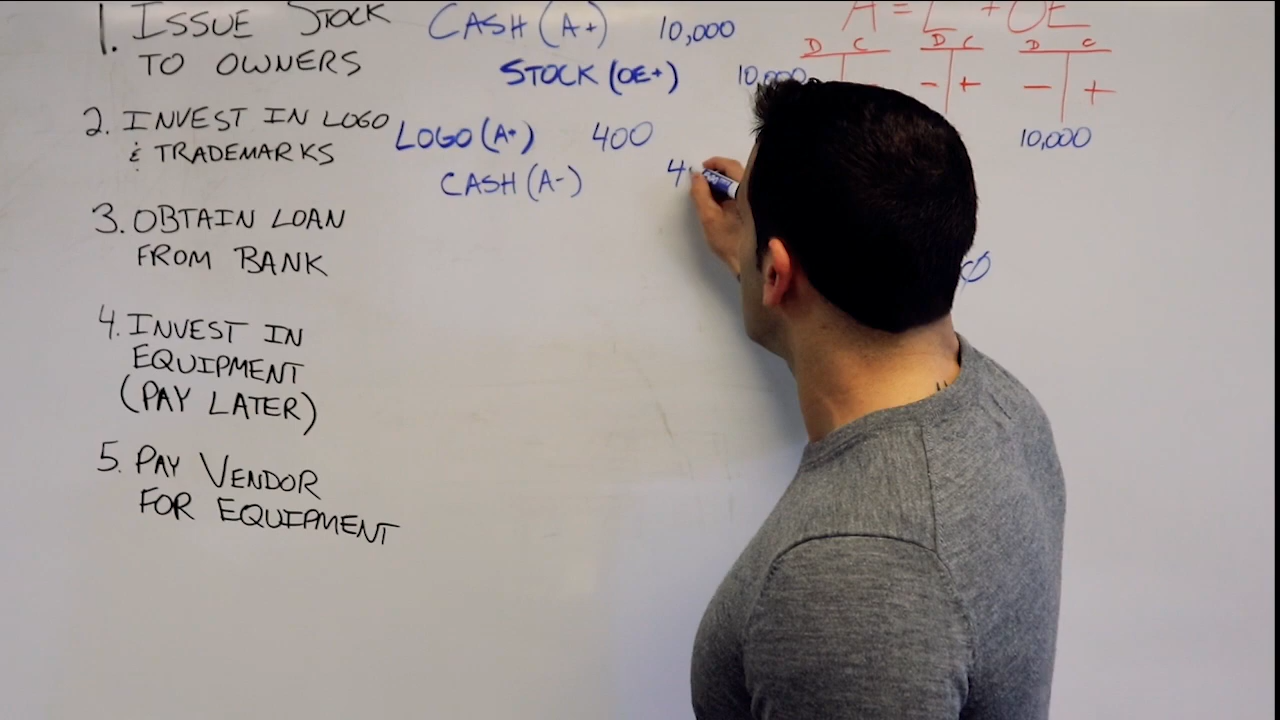 1. ISSUE STOCK
TO OWNERS
CASH (A+) 10,000
STOCK (OE+) 10,000
2. INVEST IN LOGO
& TRADEMARKS
LOGO (A+) 400
CASH (A-) 4
3. OBTAIN LOAN
FROM BANK
4. INVEST IN
EQUIPMENT
(PAY LATER)
5. PAY VENDOR
FOR EQUIPMENT
A = L + OE
D C D C D C
- + - +
10,000